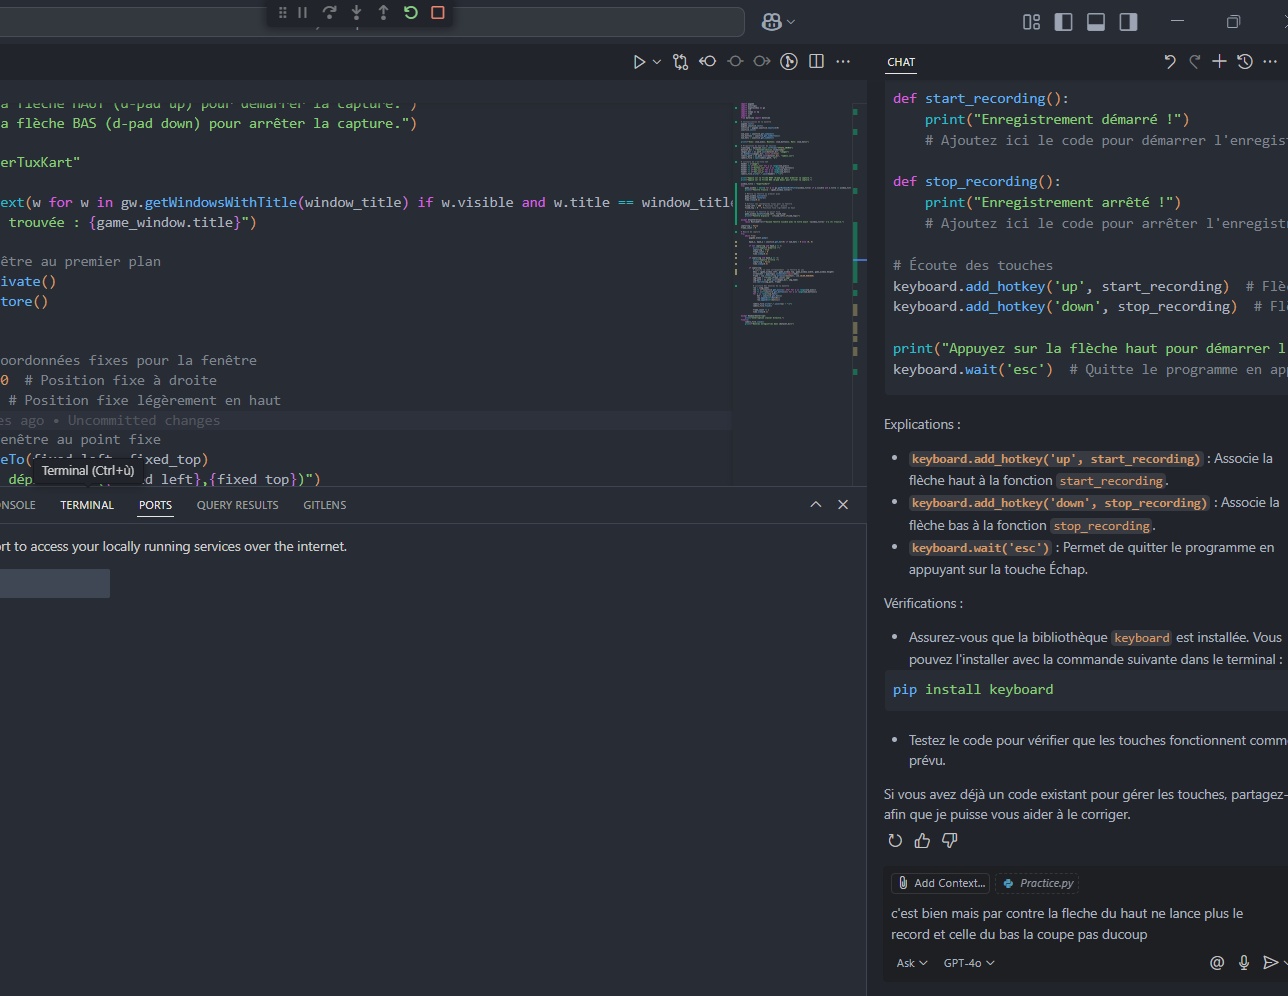 CHAT
a flèche HAUT (d-pad up) pour démarrer la capture.")
a flèche BAS (d-pad down) pour arrêter la capture.")
erTuxKart"
ext(w for w in gw.getWindowsWithTitle(window_title) if w.visible and w.title == window_title
trouvée : {game_window.title}")
être au premier plan
ivate()
tore()
oordonnées fixes pour la fenêtre
0  # Position fixe à droite
# Position fixe légèrement en haut
es ago • Uncommitted changes
enêtre au point fixe
eTo(fixed_left, fixed_top)
Terminal (Ctrl+ù)
dép left},{fixed_top})")
NSOLE TERMINAL PORTS QUERY RESULTS GITLENS
rt to access your locally running services over the internet.
def start_recording():
print("Enregistrement démarré !")
# Ajoutez ici le code pour démarrer l'enregist
def stop_recording():
print("Enregistrement arrêté !")
# Ajoutez ici le code pour arrêter l'enregistr
# Écoute des touches
keyboard.add_hotkey('up', start_recording)  # Flè
keyboard.add_hotkey('down', stop_recording)  # Fl
print("Appuyez sur la flèche haut pour démarrer l
keyboard.wait('esc')  # Quitte le programme en app
Explications :
• keyboard.add_hotkey('up', start_recording) : Associe la
flèche haut à la fonction start_recording.
• keyboard.add_hotkey('down', stop_recording) : Associe la
flèche bas à la fonction stop_recording.
• keyboard.wait('esc') : Permet de quitter le programme en
appuyant sur la touche Échap.
Vérifications :
• Assurez-vous que la bibliothèque keyboard est installée. Vous
pouvez l'installer avec la commande suivante dans le terminal :
pip install keyboard
• Testez le code pour vérifier que les touches fonctionnent comme
prévu.
Si vous avez déjà un code existant pour gérer les touches, partagez-
afin que je puisse vous aider à le corriger.
Add Context... Practice.py
c'est bien mais par contre la fleche du haut ne lance plus le
record et celle du bas la coupe pas ducoup
Ask GPT-4o